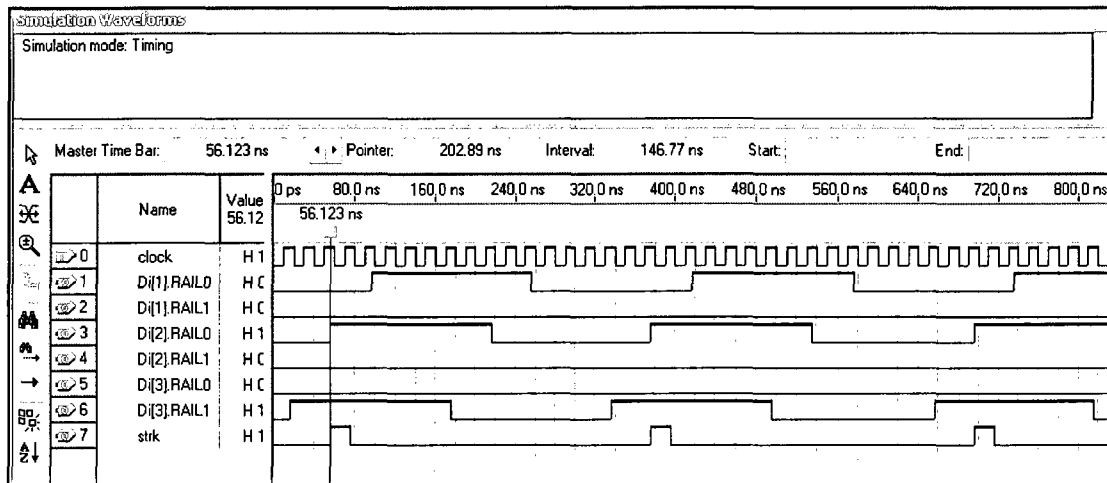 Simulation Waveforms
Simulation mode: Timing
Master Time Bar: 56.123 ns Pointer: 202.89 ns Interval: 146.77 ns Start: End:
Name Value 56.12
0 ps 80.0 ns 160.0 ns 240.0 ns 320.0 ns 400.0 ns 480.0 ns 560.0 ns 640.0 ns 720.0 ns 800.0 ns
56.123 ns
0 clock H 1
1 Di[1].RAIL0 H 0
2 Di[1].RAIL1 H 0
3 Di[2].RAIL0 H 1
4 Di[2].RAIL1 H 0
5 Di[3].RAIL0 H 0
6 Di[3].RAIL1 H 1
7 strk H 1